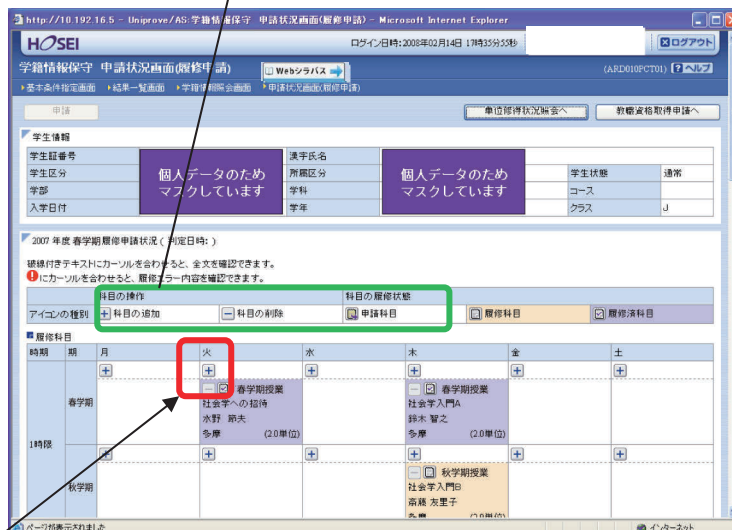 http://10.192.16.5 - Uniprove/AS:学籍情報保守 申請状況画面(履修申請) - Microsoft Internet Explorer
HOSEI
ログイン日時:2008年02月14日 17時35分55秒
ログアウト
学籍情報保守 申請状況画面(履修申請)
Webシラバス
(ARD010PCT01)
ヘルプ
基本条件指定画面 結果一覧画面 学籍情報照会画面 申請状況画面(履修申請)
申請
単位修得状況照会へ
教職資格取得申請へ
学生情報
学生証番号
漢字氏名
学生区分
所属区分
学生状態
通常
学部
学科
コース
入学日付
学年
クラス
J
個人データのため
マスクしています
個人データのため
マスクしています
2007 年度 春学期履修申請状況 ( 判定日時: )
破線付きテキストにカーソルを合わせると、全文を確認できます。
にカーソルを合わせると、履修エラー内容を確認できます。
科目の操作
科目の履修状態
アイコンの種別
科目の追加
科目の削除
申請科目
履修科目
履修済科目
履修科目
時期 期 月 火 水 木 金 土
1時限
春学期
春学期授業
社会学への招待
水野 節夫
多摩 (2.0単位)
春学期授業
社会学入門A
鈴木 智之
多摩 (2.0単位)
秋学期
秋学期授業
社会学入門B
斎藤 友里子
多摩 (2.0単位)
ページが表示されました
インターネット